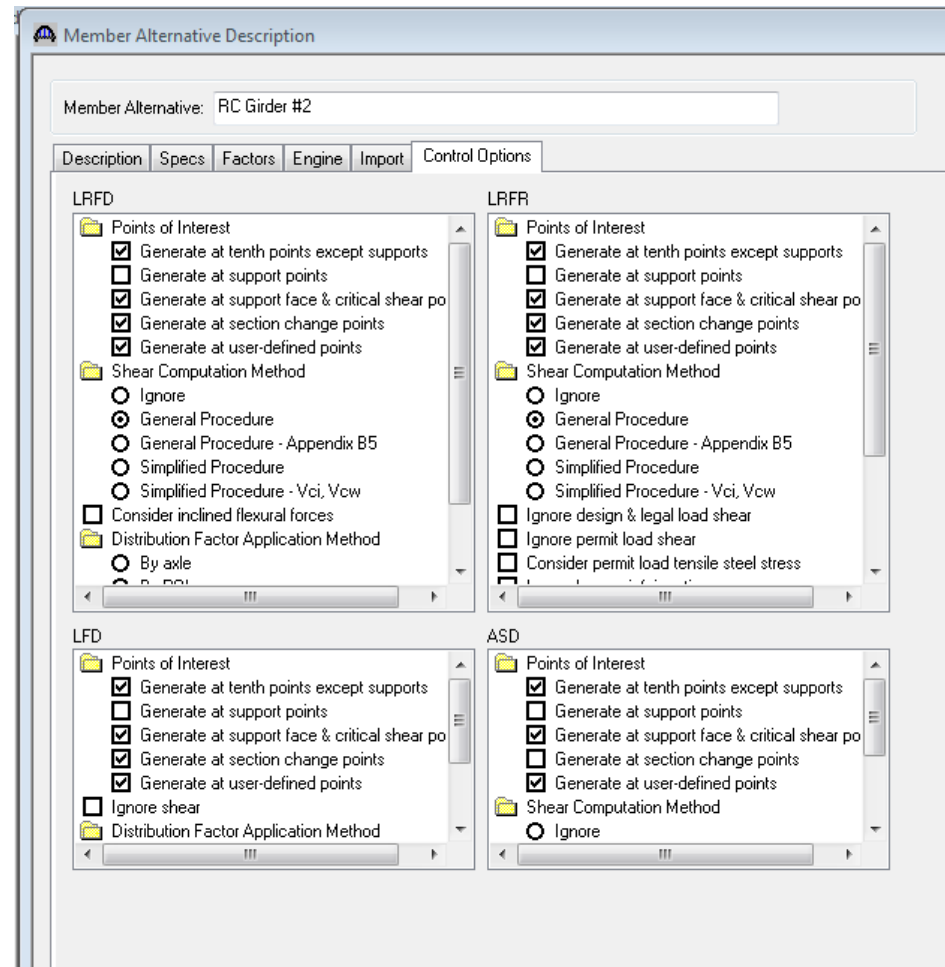 Member Alternative Description
Member Alternative: RC Girder #2
Description Specs Factors Engine Import Control Options
LRFD
Points of Interest
Generate at tenth points except supports
Generate at support points
Generate at support face & critical shear po
Generate at section change points
Generate at user-defined points
Shear Computation Method
Ignore
General Procedure
General Procedure - Appendix B5
Simplified Procedure
Simplified Procedure - Vci, Vcw
Consider inclined flexural forces
Distribution Factor Application Method
By axle
LRFR
Points of Interest
Generate at tenth points except supports
Generate at support points
Generate at support face & critical shear po
Generate at section change points
Generate at user-defined points
Shear Computation Method
Ignore
General Procedure
General Procedure - Appendix B5
Simplified Procedure
Simplified Procedure - Vci, Vcw
Ignore design & legal load shear
Ignore permit load shear
Consider permit load tensile steel stress
LFD
Points of Interest
Generate at tenth points except supports
Generate at support points
Generate at support face & critical shear po
Generate at section change points
Generate at user-defined points
Ignore shear
Distribution Factor Application Method
ASD
Points of Interest
Generate at tenth points except supports
Generate at support points
Generate at support face & critical shear po
Generate at section change points
Generate at user-defined points
Shear Computation Method
Ignore